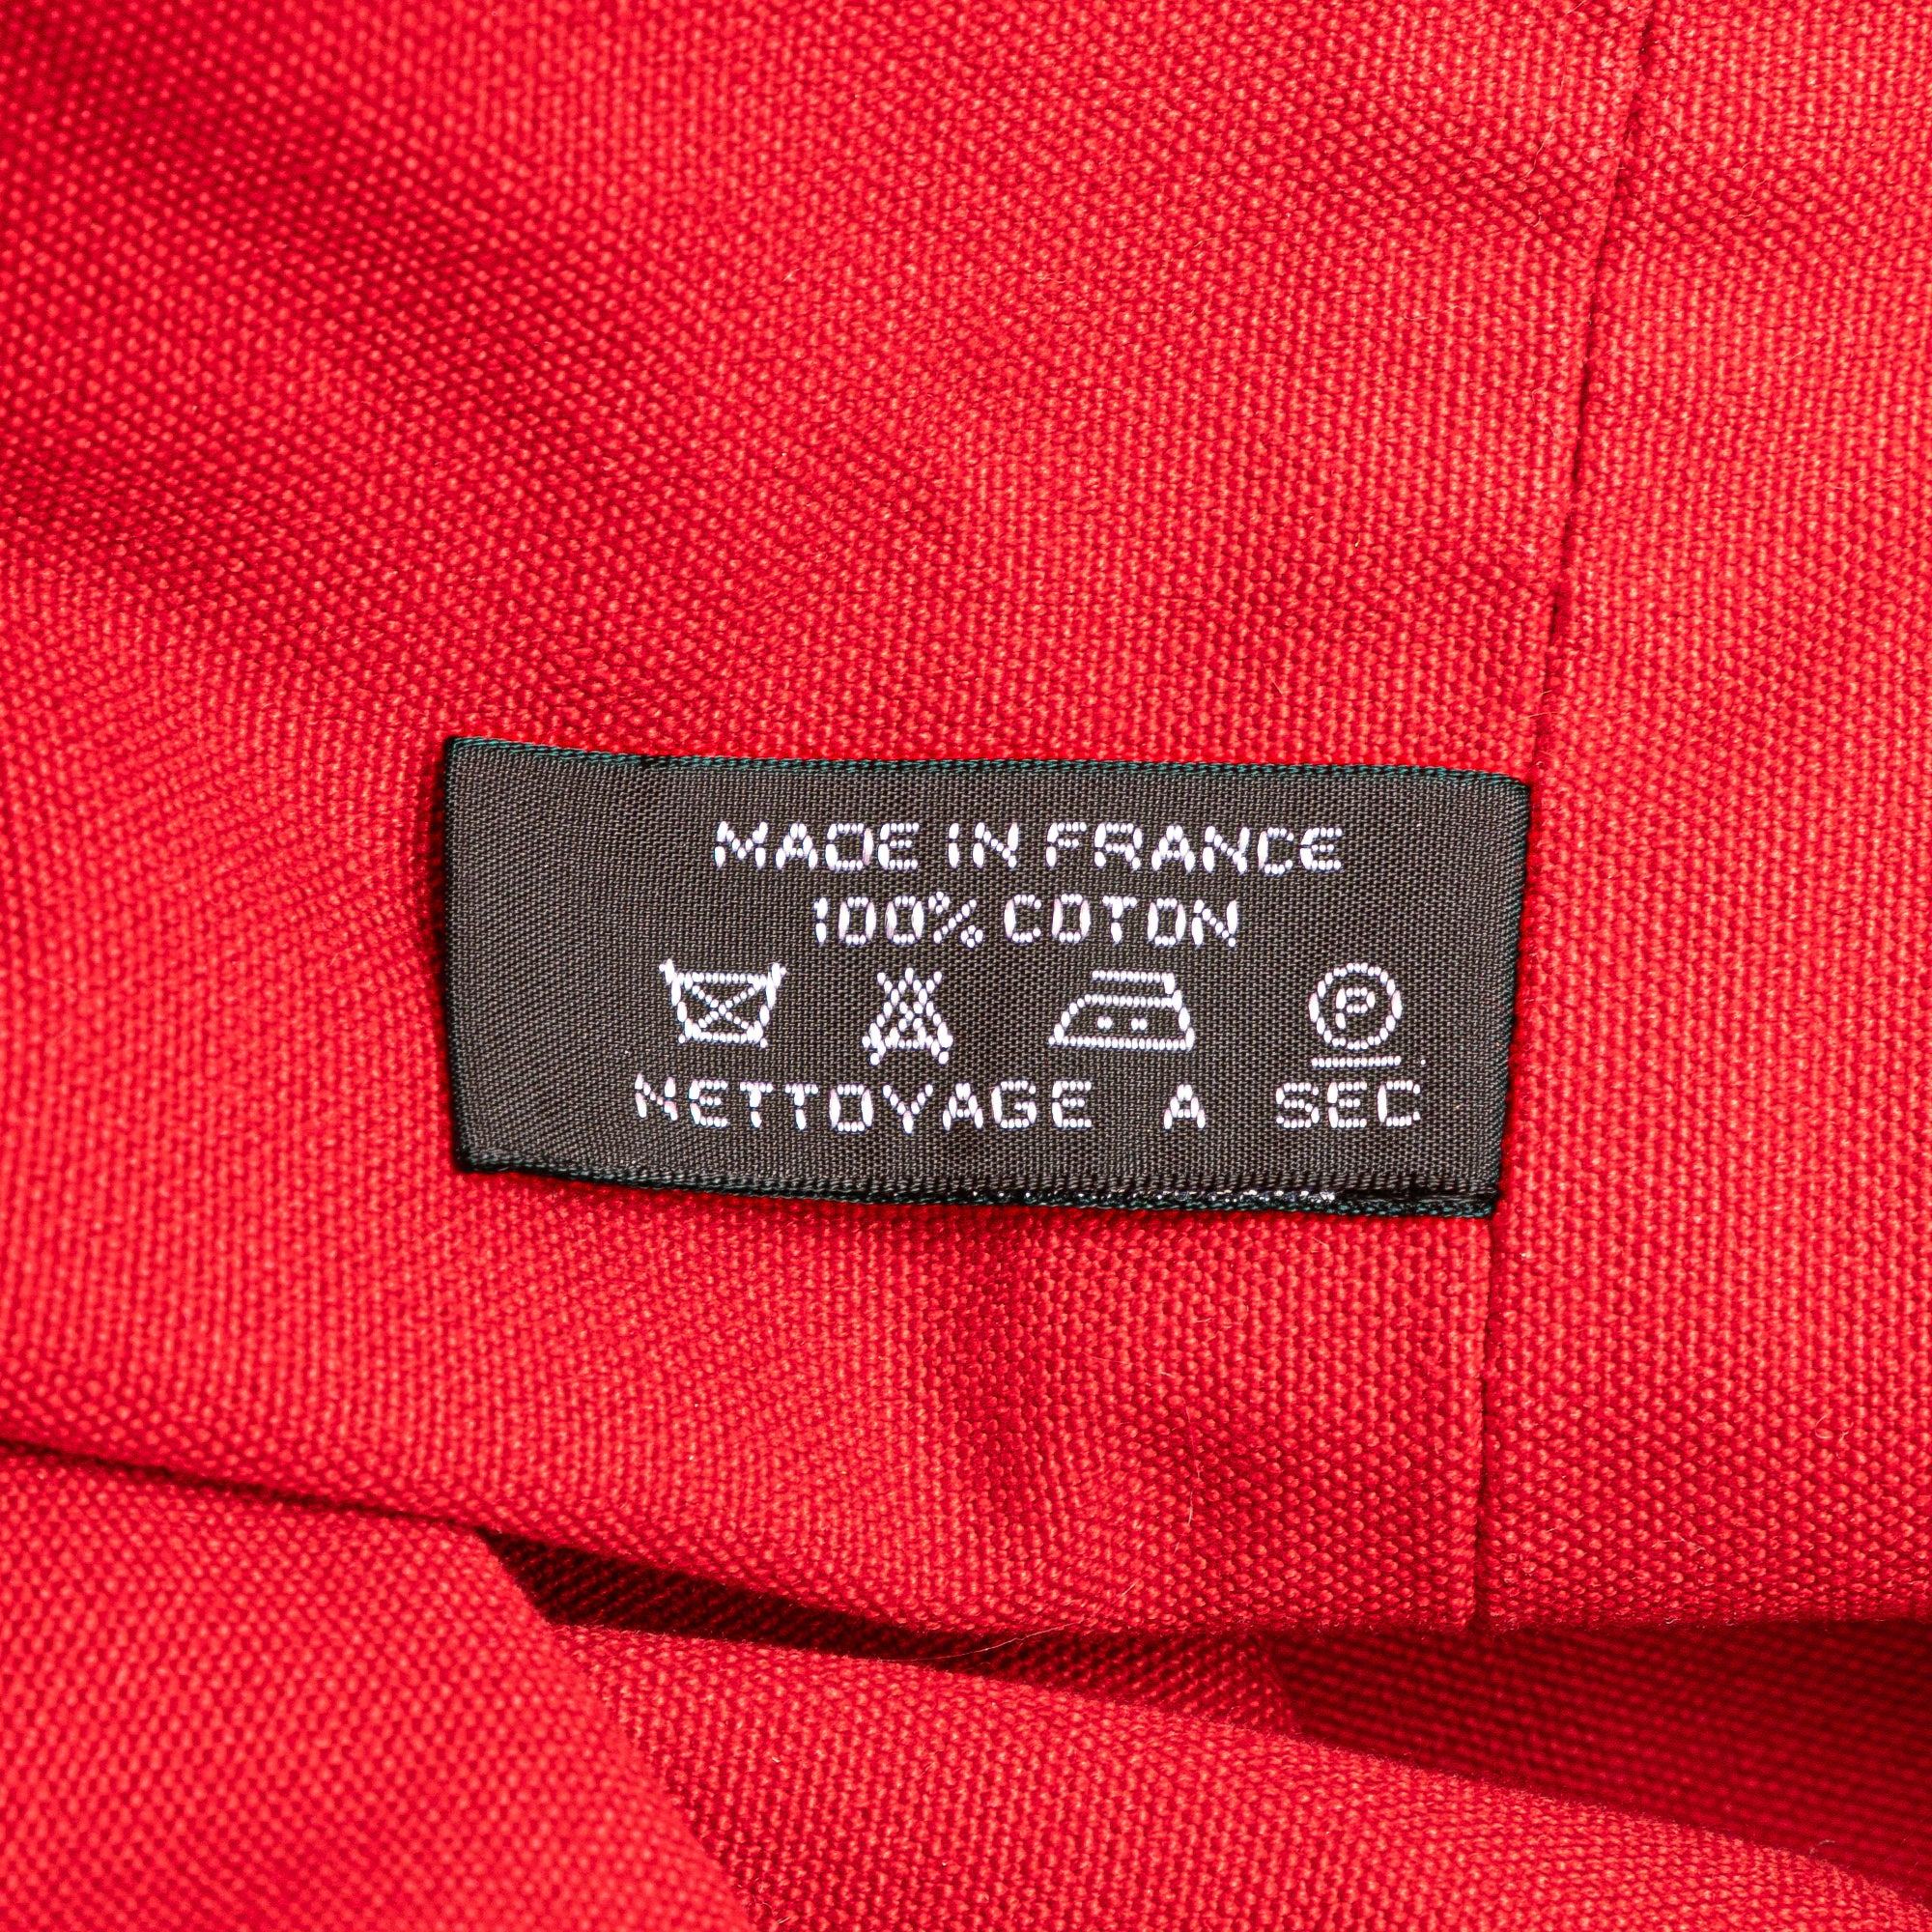 MADE IN FRANCE
100% COTON
P
NETTOYAGE A SEC